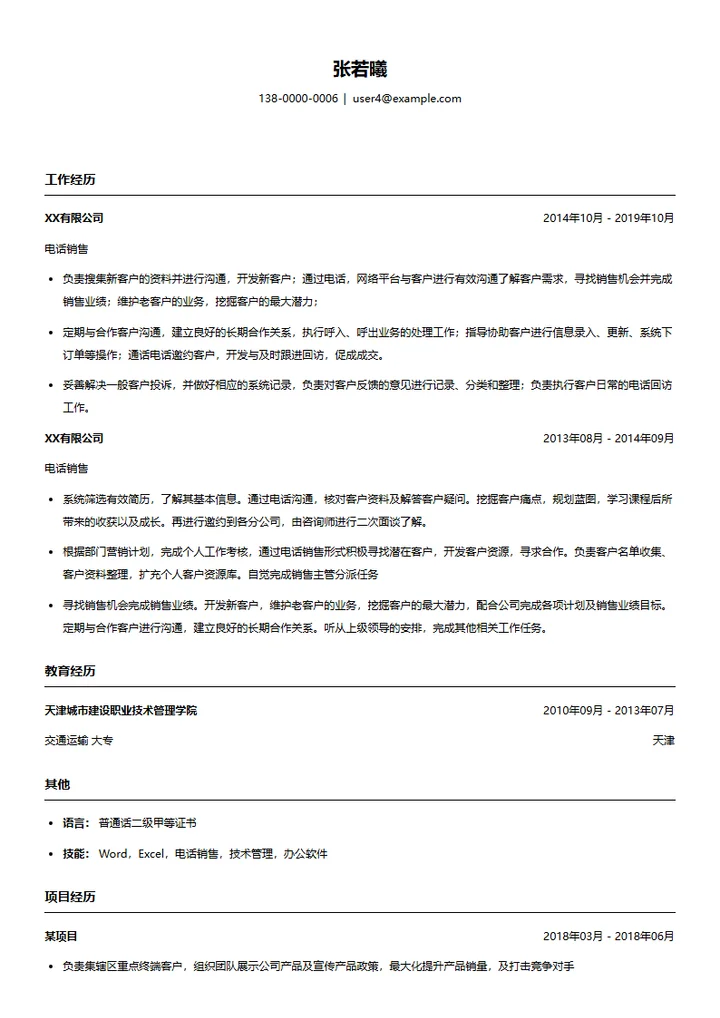 张若曦
138-0000-0006 | user4@example.com
工作经历
XX有限公司 2014年10月 - 2019年10月
电话销售
• 负责搜集新客户的资料并进行沟通，开发新客户；通过电话，网络平台与客户进行有效沟通了解客户需求，寻找销售机会并完成
销售业绩；维护老客户的业务，挖掘客户的最大潜力；
• 定期与合作客户沟通，建立良好的长期合作关系，执行呼入、呼出业务的处理工作；指导协助客户进行信息录入、更新、系统下
订单等操作；通话电话邀约客户，开发与及时跟进回访，促成成交。
• 妥善解决一般客户投诉，并做好相应的系统记录，负责对客户反馈的意见进行记录、分类和整理；负责执行客户日常的电话回访
工作。
XX有限公司 2013年08月 - 2014年09月
电话销售
• 系统筛选有效简历，了解其基本信息。通过电话沟通，核对客户资料及解答客户疑问。挖掘客户痛点，规划蓝图，学习课程后所
带来的收获以及成长。再进行邀约到各分公司，由咨询师进行二次面谈了解。
• 根据部门营销计划，完成个人工作考核，通过电话销售形式积极寻找潜在客户，开发客户资源，寻求合作。负责客户名单收集、
客户资料整理，扩充个人客户资源库。自觉完成销售主管分派任务
• 寻找销售机会完成销售业绩。开发新客户，维护老客户的业务，挖掘客户的最大潜力，配合公司完成各项计划及销售业绩目标。
定期与合作客户进行沟通，建立良好的长期合作关系。听从上级领导的安排，完成其他相关工作任务。
教育经历
天津城市建设职业技术管理学院 2010年09月 - 2013年07月
交通运输 大专 天津
其他
• 语言： 普通话二级甲等证书
• 技能： Word，Excel，电话销售，技术管理，办公软件
项目经历
某项目 2018年03月 - 2018年06月
• 负责集辖区重点终端客户，组织团队展示公司产品及宣传产品政策，最大化提升产品销量，及打击竞争对手